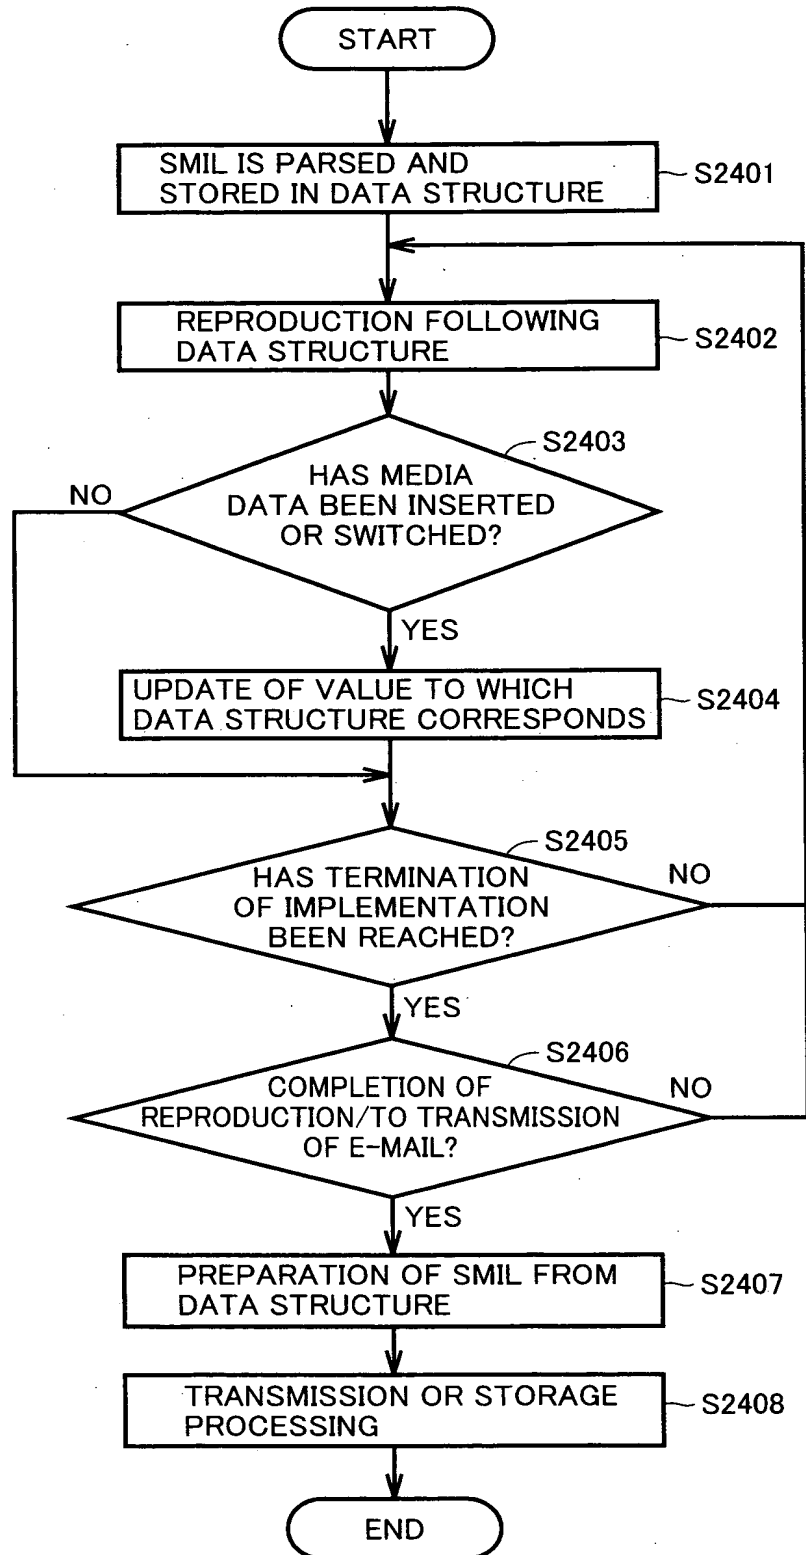 START
SMIL IS PARSED AND
STORED IN DATA STRUCTURE
S2401
REPRODUCTION FOLLOWING
DATA STRUCTURE
S2402
S2403
HAS MEDIA
DATA BEEN INSERTED
OR SWITCHED?
NO
YES
UPDATE OF VALUE TO WHICH
DATA STRUCTURE CORRESPONDS
S2404
S2405
HAS TERMINATION
OF IMPLEMENTATION
BEEN REACHED?
NO
YES
S2406
COMPLETION OF
REPRODUCTION/TO TRANSMISSION
OF E-MAIL?
NO
YES
PREPARATION OF SMIL FROM
DATA STRUCTURE
S2407
TRANSMISSION OR STORAGE
PROCESSING
S2408
END